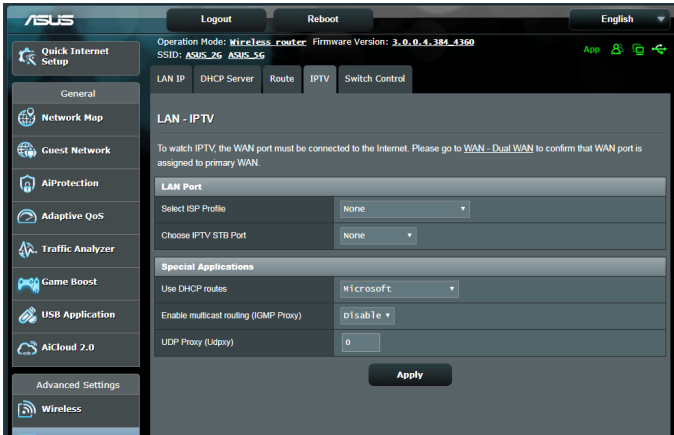 ASUS
Logout
Reboot
English
Quick Internet
Setup
Operation Mode: Wireless router Firmware Version: 3.0.0.4.384_4360
SSID: ASUS_2G ASUS_5G
App
LAN IP
DHCP Server
Route
IPTV
Switch Control
General
Network Map
Guest Network
AiProtection
Adaptive QoS
Traffic Analyzer
Game Boost
USB Application
AiCloud 2.0
Advanced Settings
Wireless
LAN - IPTV
To watch IPTV, the WAN port must be connected to the Internet. Please go to WAN - Dual WAN to confirm that WAN port is
assigned to primary WAN.
LAN Port
Select ISP Profile
None
Choose IPTV STB Port
None
Special Applications
Use DHCP routes
Microsoft
Enable multicast routing (IGMP Proxy)
Disable
UDP Proxy (Udpxy)
0
Apply